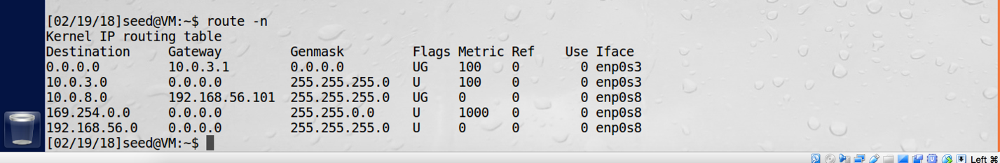 [02/19/18]seed@VM:~$ route -n
Kernel IP routing table
Destination     Gateway         Genmask         Flags Metric Ref    Use Iface
0.0.0.0         10.0.3.1        0.0.0.0         UG    100    0        0 enp0s3
10.0.3.0        0.0.0.0         255.255.255.0   U     100    0        0 enp0s3
10.0.8.0        192.168.56.101  255.255.255.0   UG    0      0        0 enp0s8
169.254.0.0     0.0.0.0         255.255.0.0     U     1000   0        0 enp0s8
192.168.56.0    0.0.0.0         255.255.255.0   U     0      0        0 enp0s8
[02/19/18]seed@VM:~$
Left ⌘